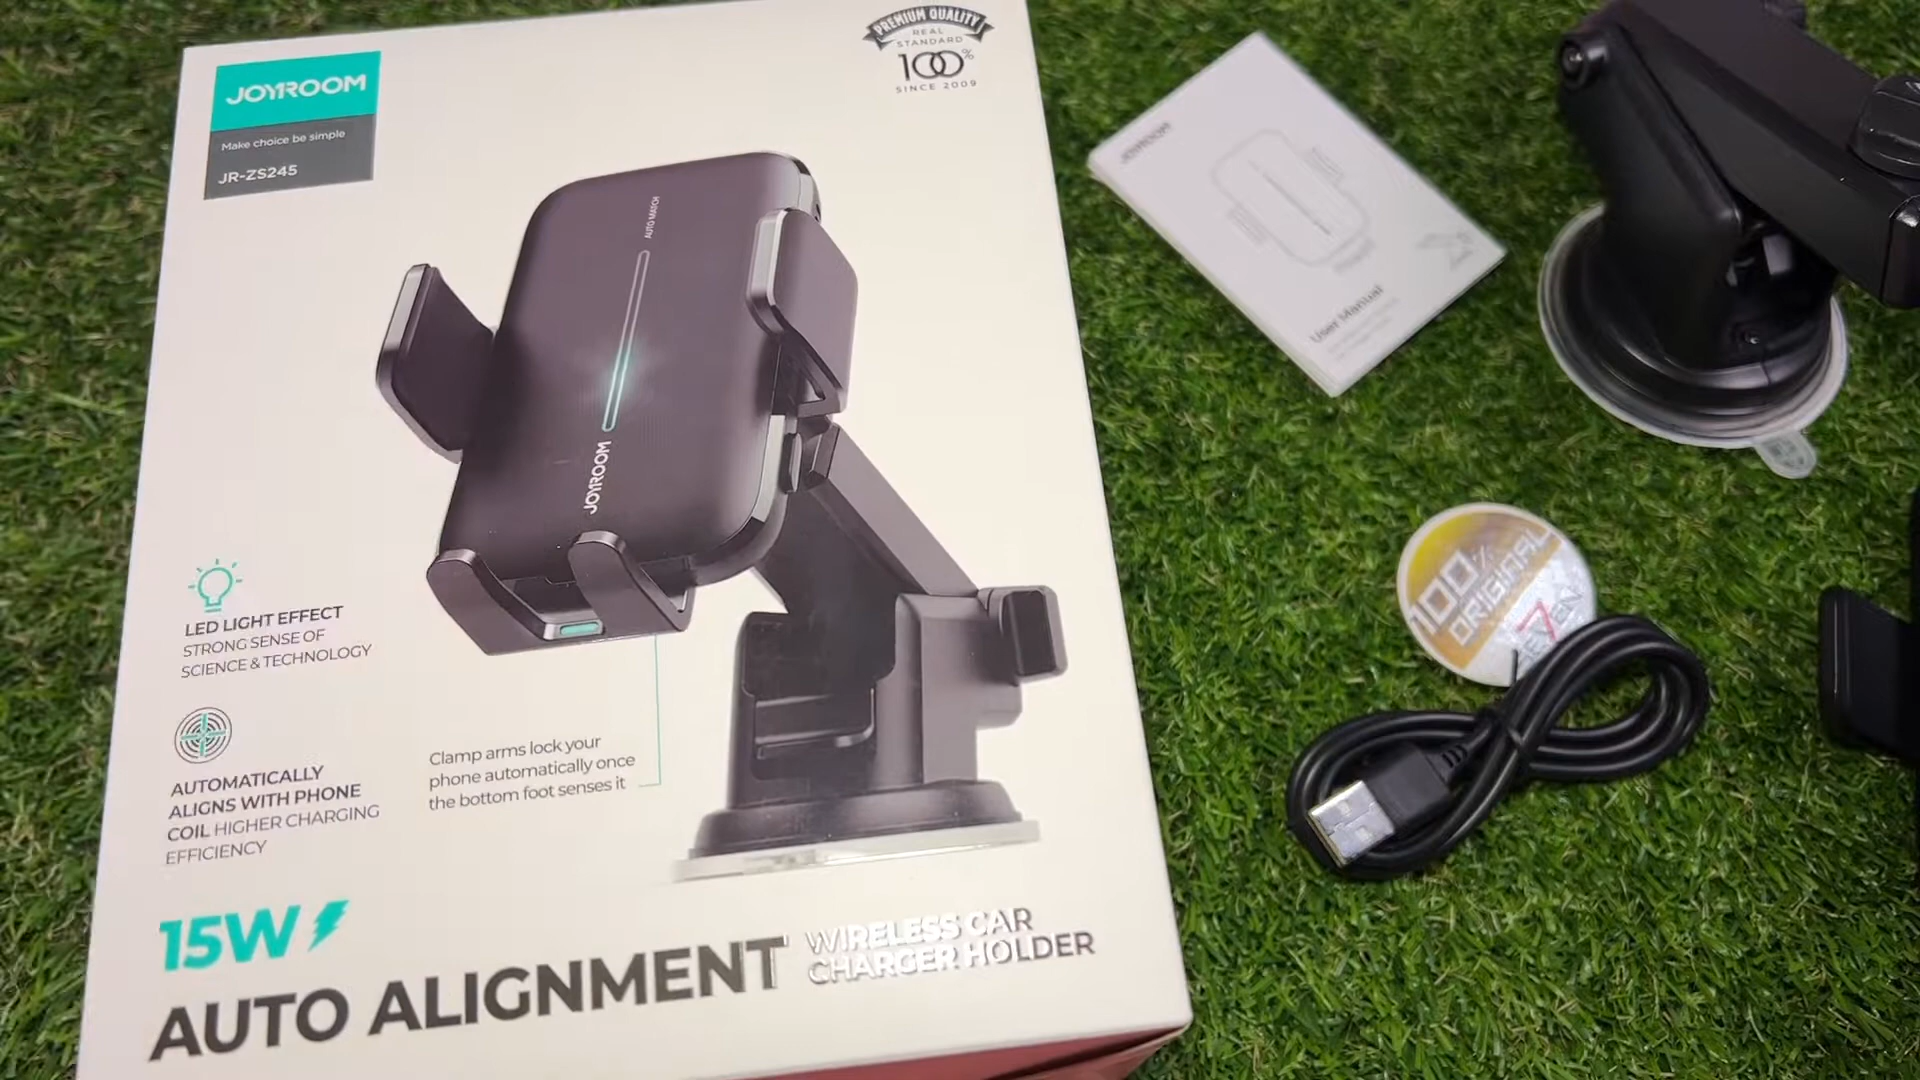 JOYROOM
Make choice be simple
JR-ZS245
PREMIUM QUALITY
REAL
STANDARD
100%
SINCE 2009
AUTO MATCH
JOYROOM
LED LIGHT EFFECT
STRONG SENSE OF
SCIENCE & TECHNOLOGY
AUTOMATICALLY
ALIGNS WITH PHONE
COIL HIGHER CHARGING
EFFICIENCY
Clamp arms lock your
phone automatically once
the bottom foot senses it
15W
AUTO ALIGNMENT
WIRELESS CAR
CHARGER HOLDER
JOYROOM
User Manual
100%
ORIGINAL
7